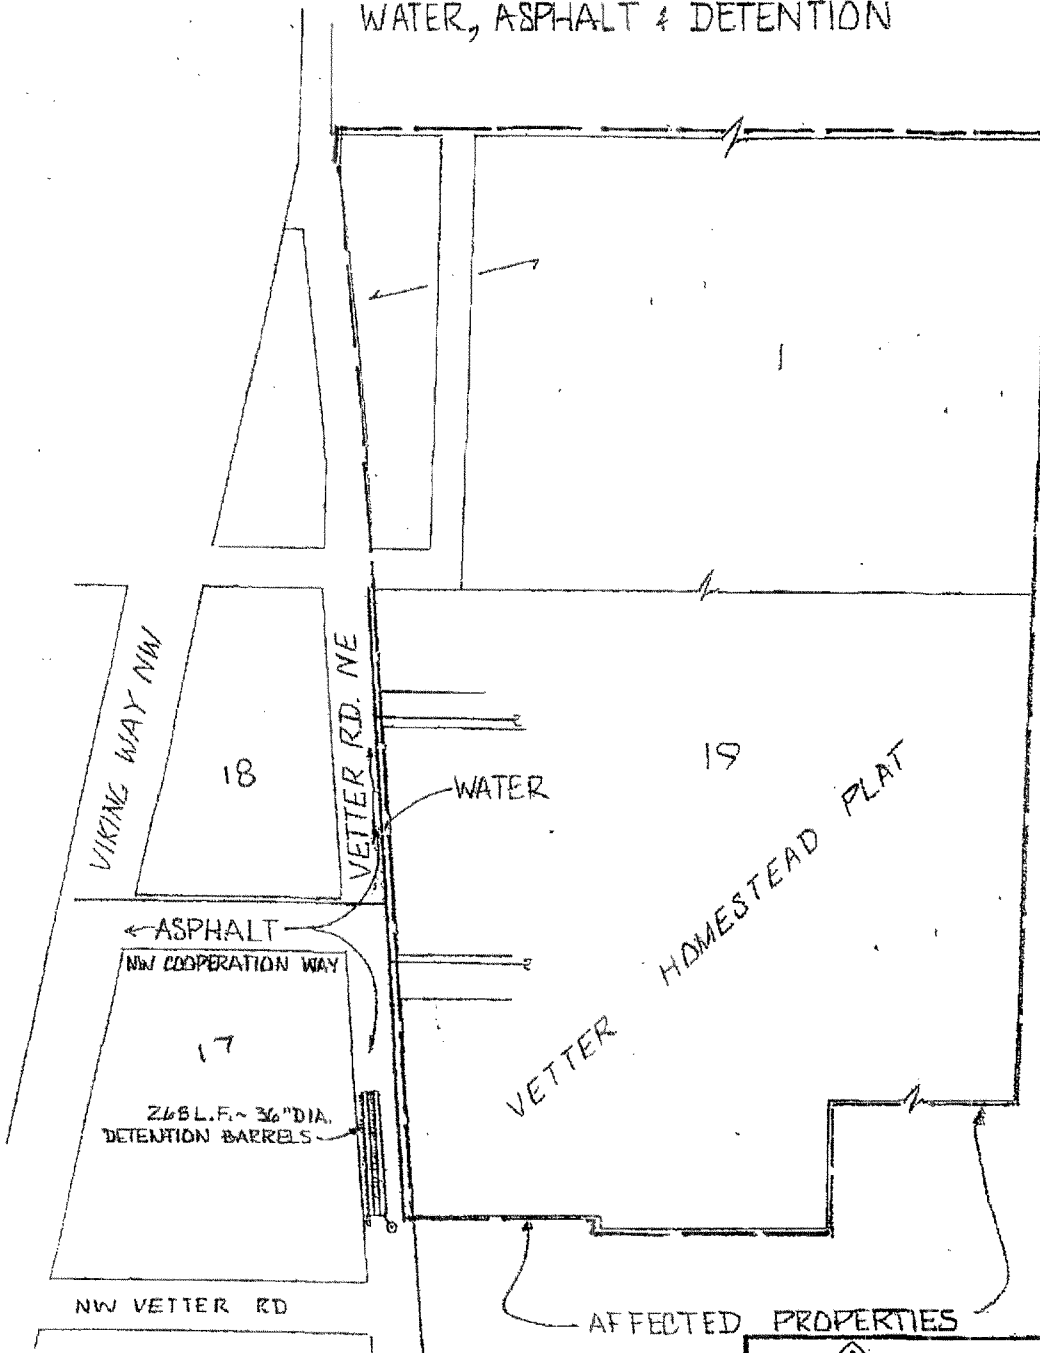 WATER, ASPHALT & DETENTION
1
VIKING WAY NW
18
VETTER RD. NE
WATER
19
VETTER HOMESTEAD PLAT
ASPHALT
NW COOPERATION WAY
17
268 L.F.~ 36"DIA.
DETENTION BARRELS
NW VETTER RD
AFFECTED PROPERTIES